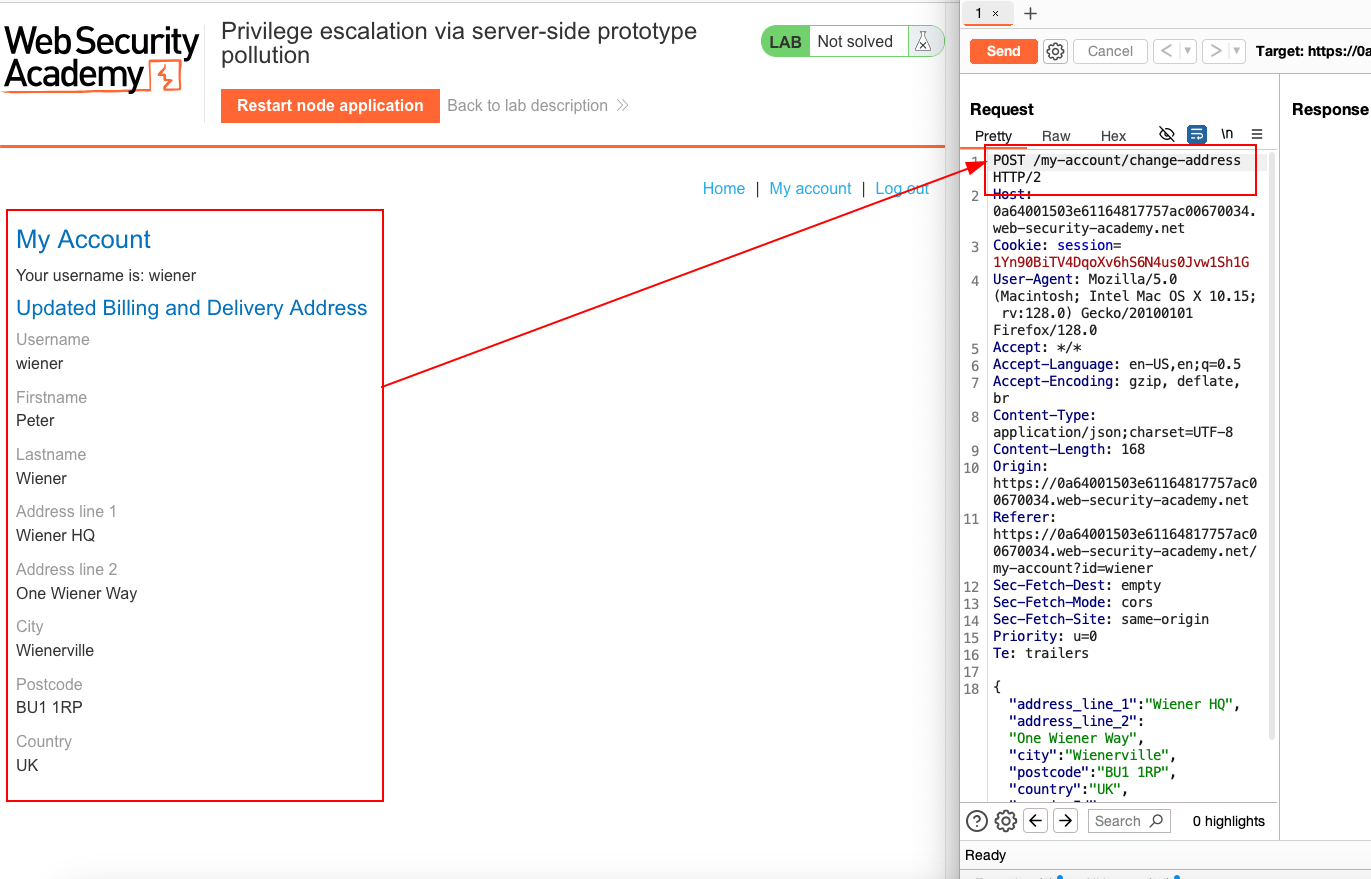 Web Security
Academy
Privilege escalation via server-side prototype
pollution
LAB Not solved
Restart node application
Back to lab description
Home | My account | Log out
My Account
Your username is: wiener
Updated Billing and Delivery Address
Username
wiener
Firstname
Peter
Lastname
Wiener
Address line 1
Wiener HQ
Address line 2
One Wiener Way
City
Wienerville
Postcode
BU1 1RP
Country
UK
1 × +
Send Cancel < > Target: https://0a
Request
Response
Pretty Raw Hex \n
1 POST /my-account/change-address
HTTP/2
2 Host:
0a64001503e61164817757ac00670034.
web-security-academy.net
3 Cookie: session=
1Yn90BiTV4DqoXv6hS6N4us0Jvw1Sh1G
4 User-Agent: Mozilla/5.0
(Macintosh; Intel Mac OS X 10.15;
rv:128.0) Gecko/20100101
Firefox/128.0
5 Accept: */*
6 Accept-Language: en-US,en;q=0.5
7 Accept-Encoding: gzip, deflate,
br
8 Content-Type:
application/json;charset=UTF-8
9 Content-Length: 168
10 Origin:
https://0a64001503e61164817757ac0
0670034.web-security-academy.net
11 Referer:
https://0a64001503e61164817757ac0
0670034.web-security-academy.net/
my-account?id=wiener
12 Sec-Fetch-Dest: empty
13 Sec-Fetch-Mode: cors
14 Sec-Fetch-Site: same-origin
15 Priority: u=0
16 Te: trailers
17
18 {
"address_line_1":"Wiener HQ",
"address_line_2":
"One Wiener Way",
"city":"Wienerville",
"postcode":"BU1 1RP",
"country":"UK",
Search 0 highlights
Ready